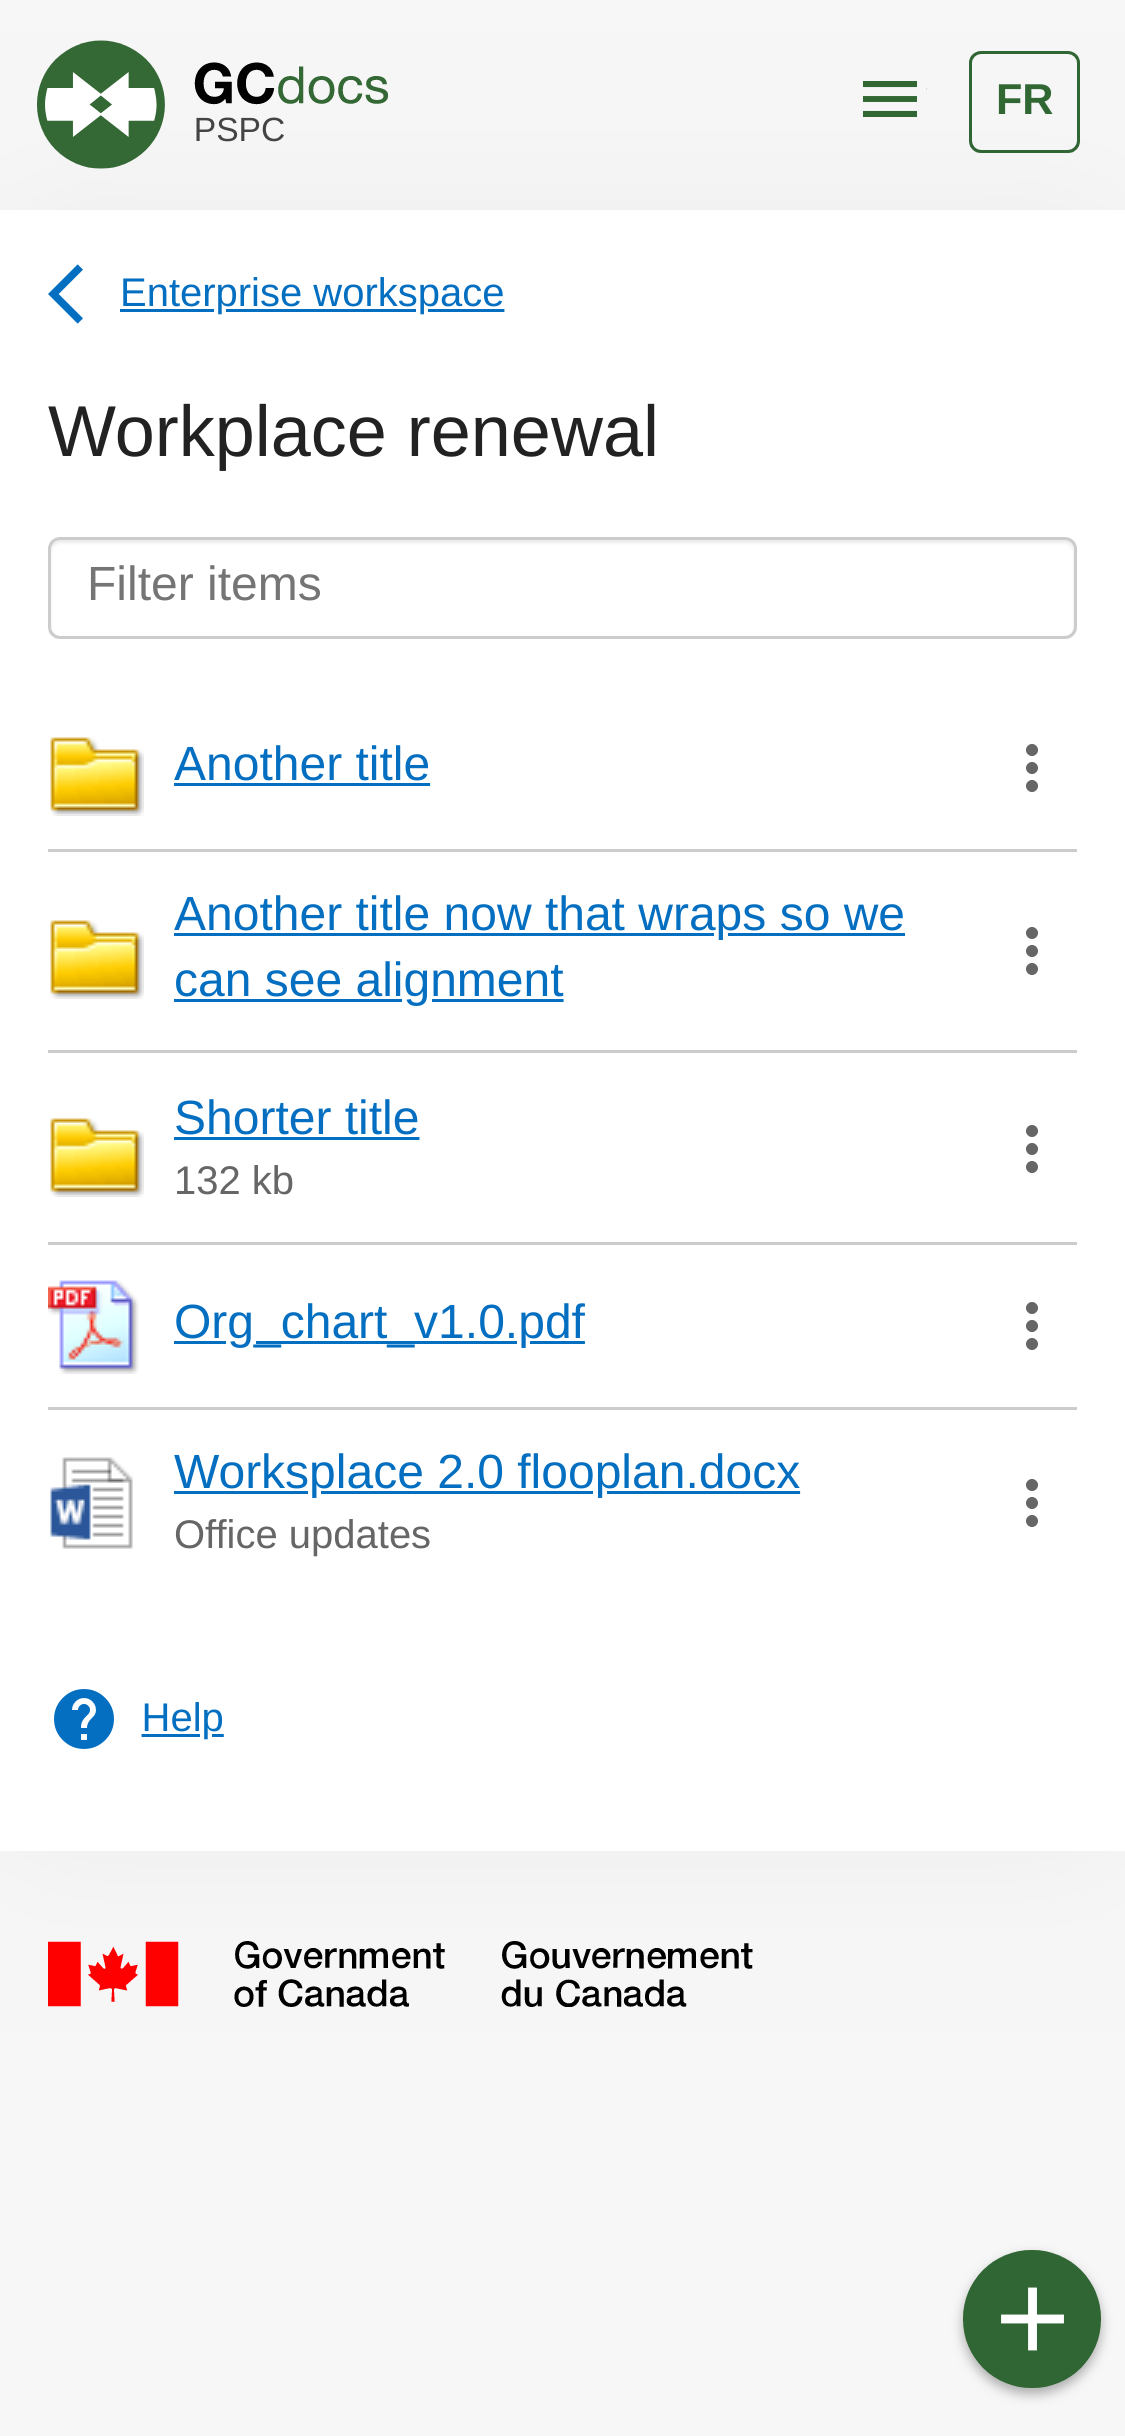 GCdocs
PSPC
FR
Enterprise workspace
Workplace renewal
Filter items
Another title
Another title now that wraps so we
can see alignment
Shorter title
132 kb
PDF
Org_chart_v1.0.pdf
W
Worksplace 2.0 flooplan.docx
Office updates
?
Help
Government
of Canada
Gouvernement
du Canada